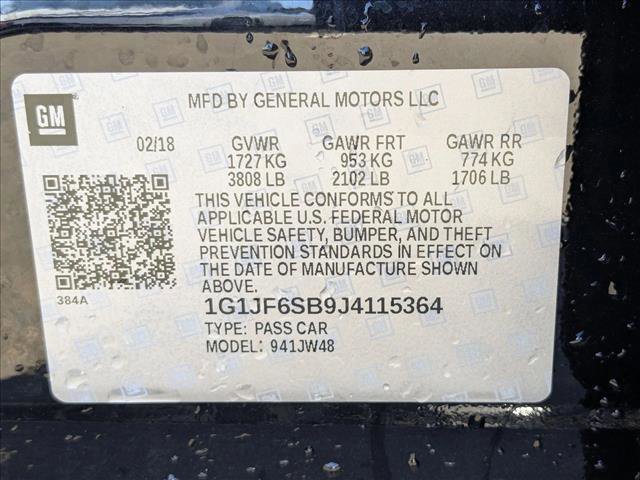 MFD BY GENERAL MOTORS LLC
GM
02/18 GVWR GAWR FRT GAWR RR
1727 KG 953 KG 774 KG
3808 LB 2102 LB 1706 LB
THIS VEHICLE CONFORMS TO ALL
APPLICABLE U.S. FEDERAL MOTOR
VEHICLE SAFETY, BUMPER, AND THEFT
PREVENTION STANDARDS IN EFFECT ON
THE DATE OF MANUFACTURE SHOWN
ABOVE.
384A
1G1JF6SB9J4115364
TYPE: PASS CAR
MODEL: 941JW48